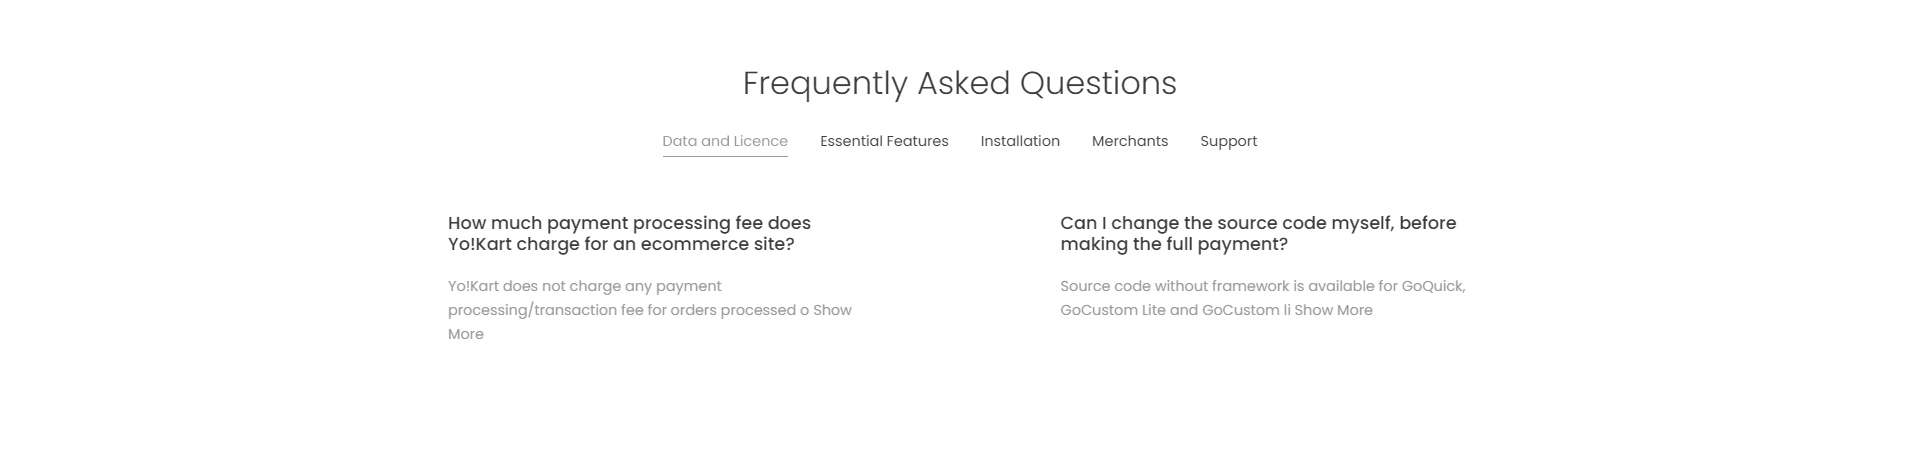 Frequently Asked Questions
Data and Licence Essential Features Installation Merchants Support
How much payment processing fee does
Yo!Kart charge for an ecommerce site?
Yo!Kart does not charge any payment
processing/transaction fee for orders processed o Show
More
Can I change the source code myself, before
making the full payment?
Source code without framework is available for GoQuick,
GoCustom Lite and GoCustom li Show More